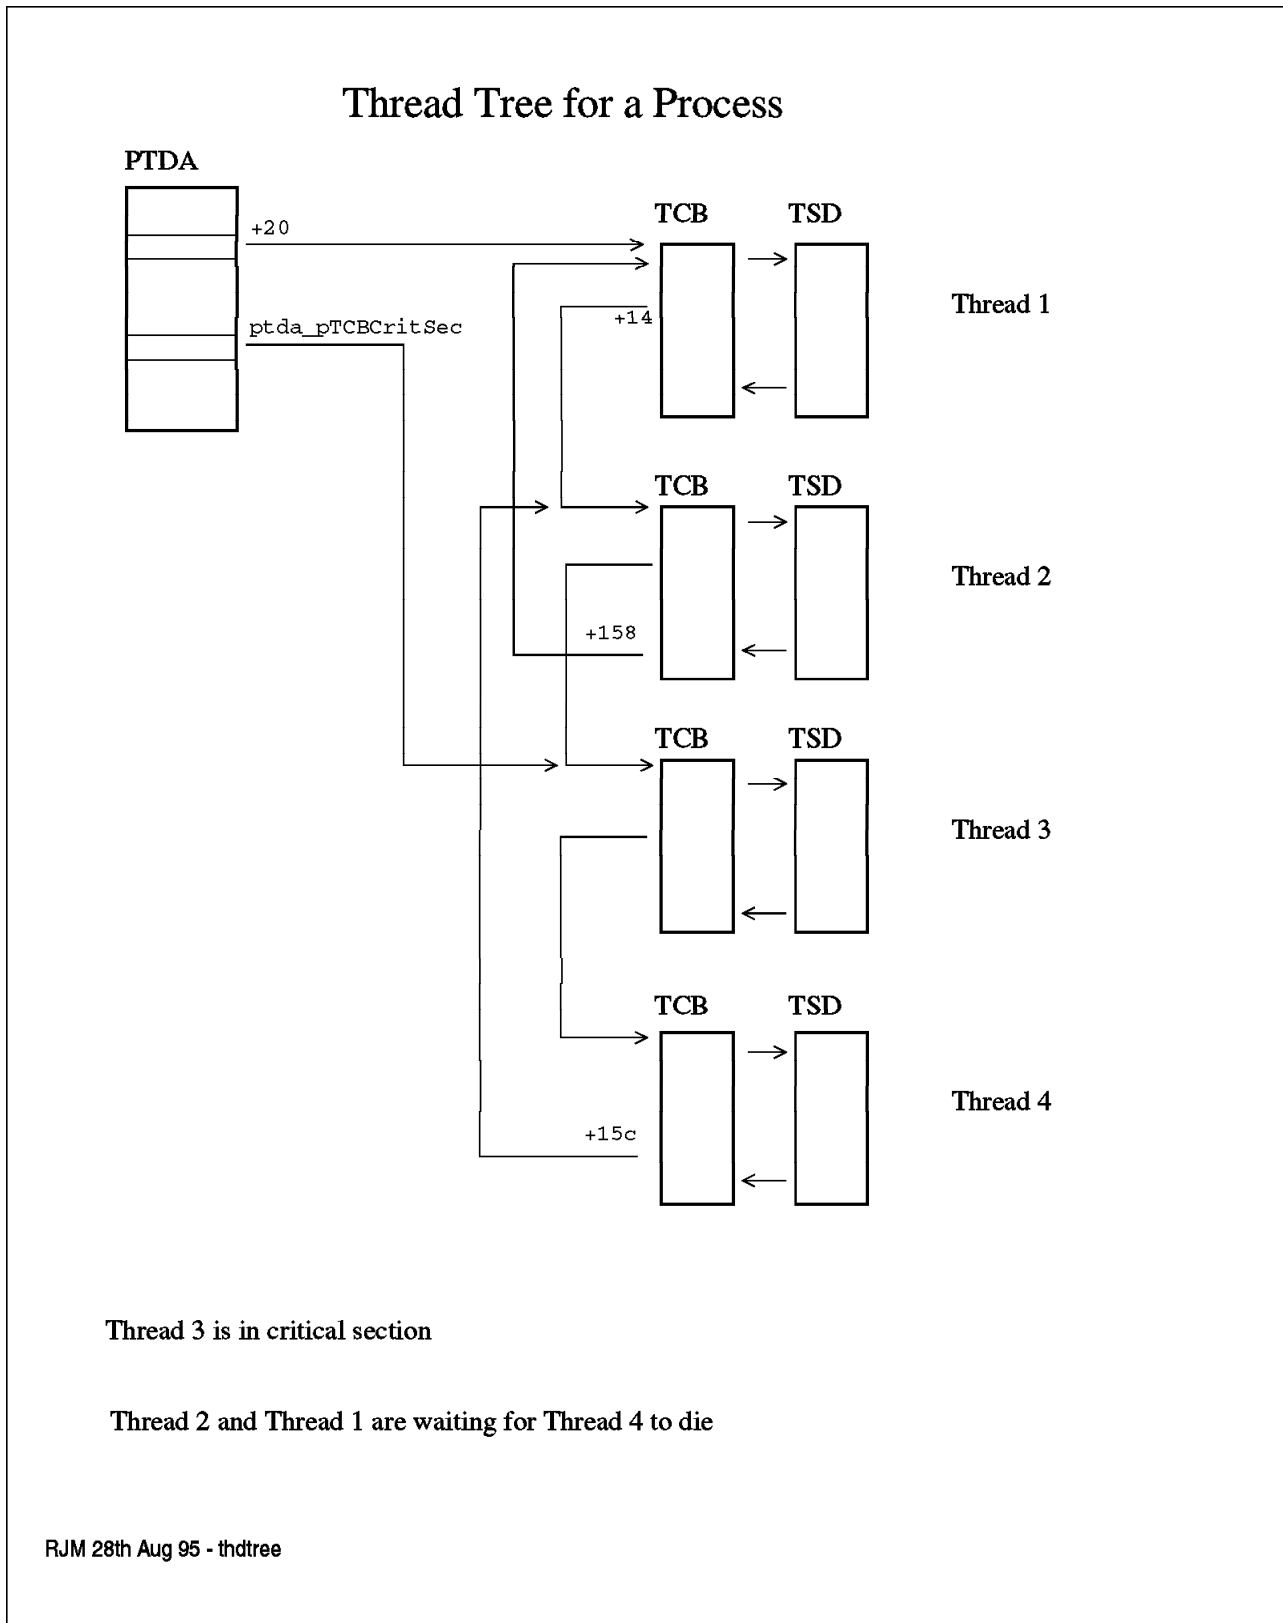 Thread Tree for a Process
PTDA
+20
TCB TSD
Thread 1
+14
ptda_pTCBCritSec
TCB TSD
Thread 2
+158
TCB TSD
Thread 3
TCB TSD
Thread 4
+15c
Thread 3 is in critical section
Thread 2 and Thread 1 are waiting for Thread 4 to die
RJM 28th Aug 95 - thdtree